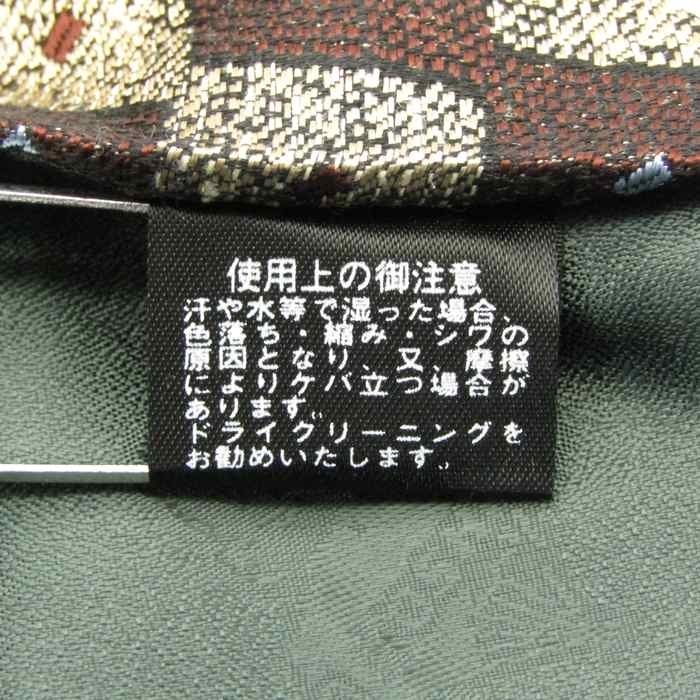 使用上の御注意
汗や水等で湿った場合、
色落ち・縮み・シワの
原因となり、又、摩擦
によりケバ立つ場合が
あります。
ドライクリーニングを
お勧めいたします。